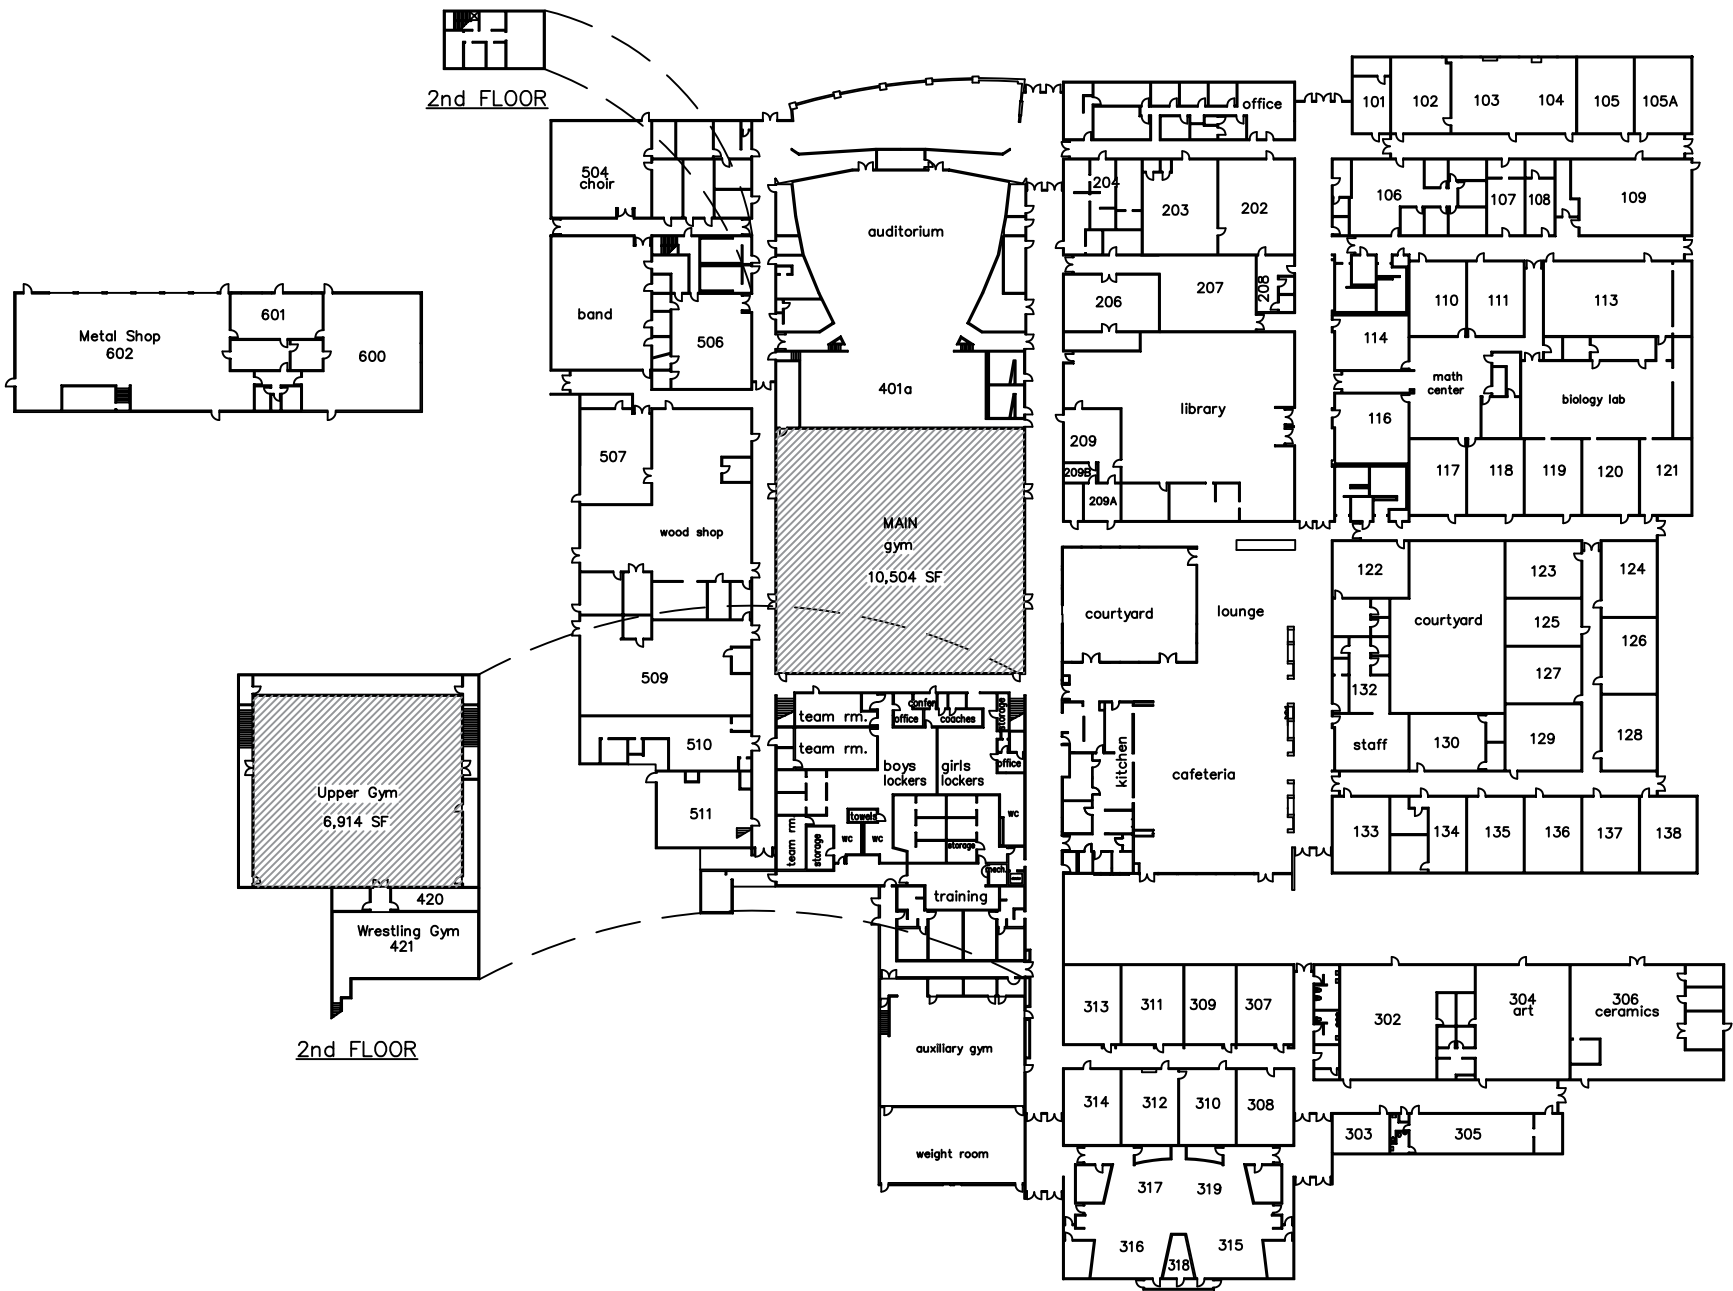 2nd FLOOR
office
101
102
103
104
105
105A
504
choir
204
203
202
106
107
108
109
auditorium
band
506
206
207
208
110
111
113
114
601
Metal Shop
602
600
401a
library
math
center
biology lab
116
507
209
209B
209A
117
118
119
120
121
wood shop
MAIN
gym
10,504 SF
courtyard
lounge
122
courtyard
123
124
125
126
127
132
509
team rm.
office
confer
coaches
storage
510
team rm.
boys
lockers
girls
lockers
office
kitchen
cafeteria
staff
130
129
128
Upper Gym
6,914 SF
511
team rm.
storage
towels
wc
wc
wc
storage
mech.
training
133
134
135
136
137
138
420
Wrestling Gym
421
2nd FLOOR
313
311
309
307
302
304
art
306
ceramics
auxiliary gym
314
312
310
308
303
305
weight room
317
319
316
315
318